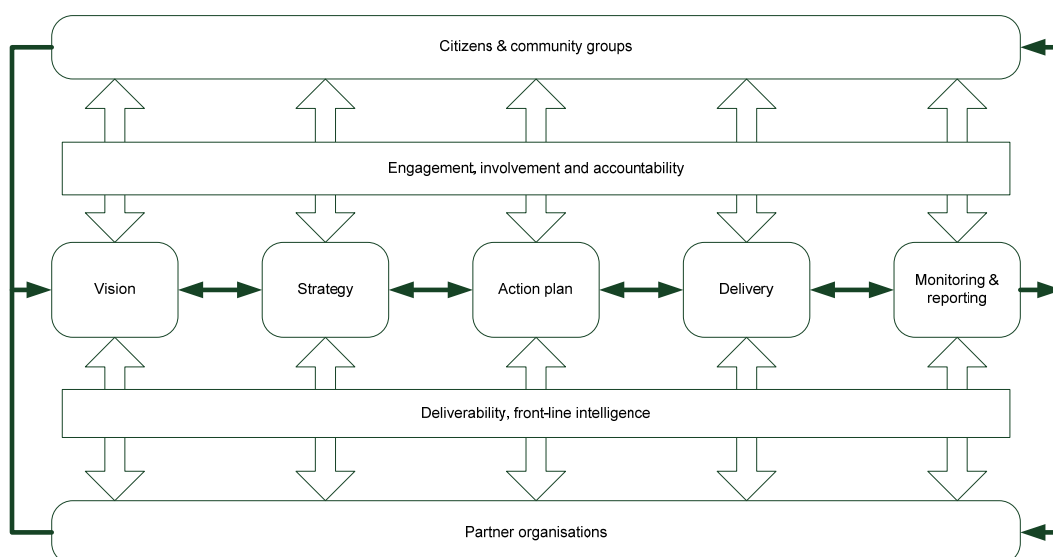 Citizens & community groups
Engagement, involvement and accountability
Vision
Strategy
Action plan
Delivery
Monitoring &
reporting
Deliverability, front-line intelligence
Partner organisations